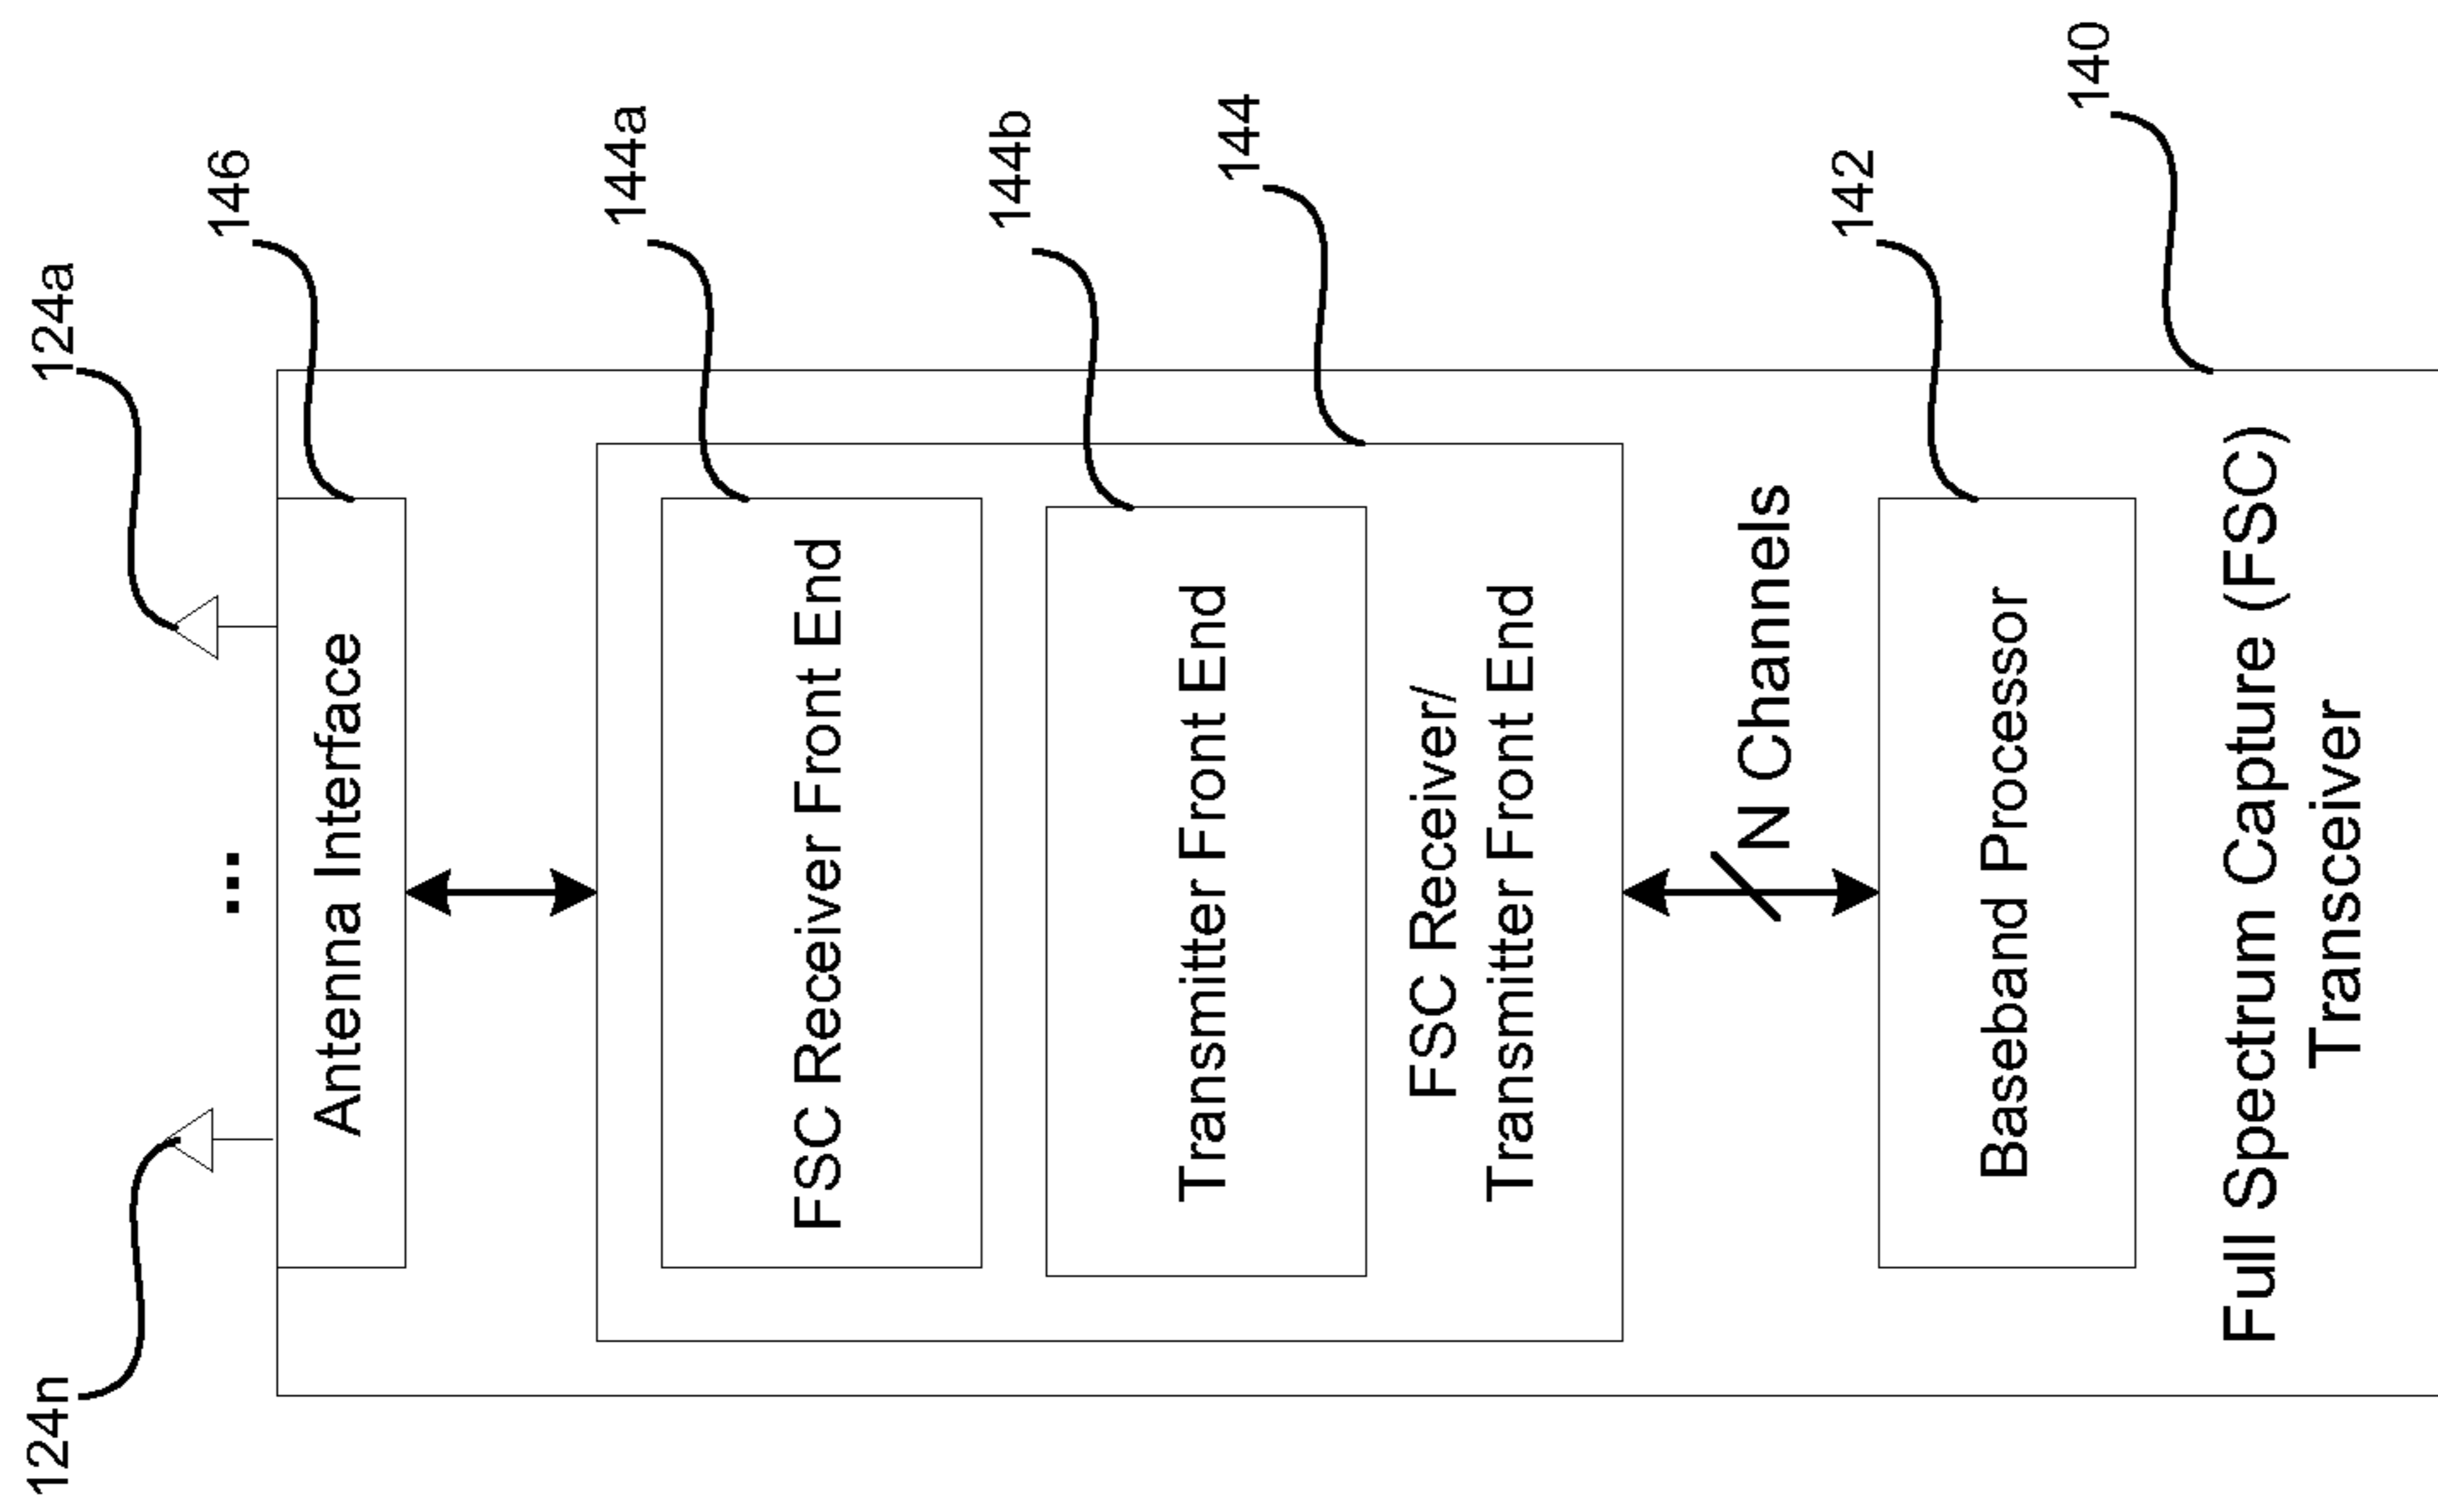 124n
124a
146
144a
144b
144
142
140
...
Antenna Interface
FSC Receiver Front End
Transmitter Front End
FSC Receiver/
Transmitter Front End
N Channels
Baseband Processor
Full Spectrum Capture (FSC)
Transceiver